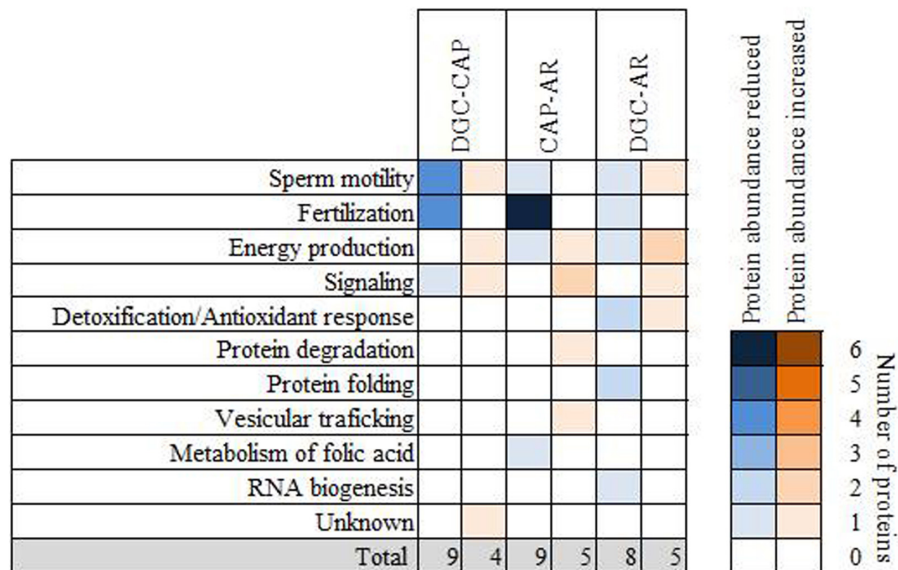 DGC-CAP
CAP-AR
DGC-AR
Protein abundance reduced
Protein abundance increased
Sperm motility
Fertilization
Energy production
Signaling
Detoxification/Antioxidant response
Protein degradation
Protein folding
Vesicular traficking
Metabolism of folic acid
RNA biogenesis
Unknown
Total 9 4 9 5 8 5
6
5
4
3
2
1
0
Number of proteins